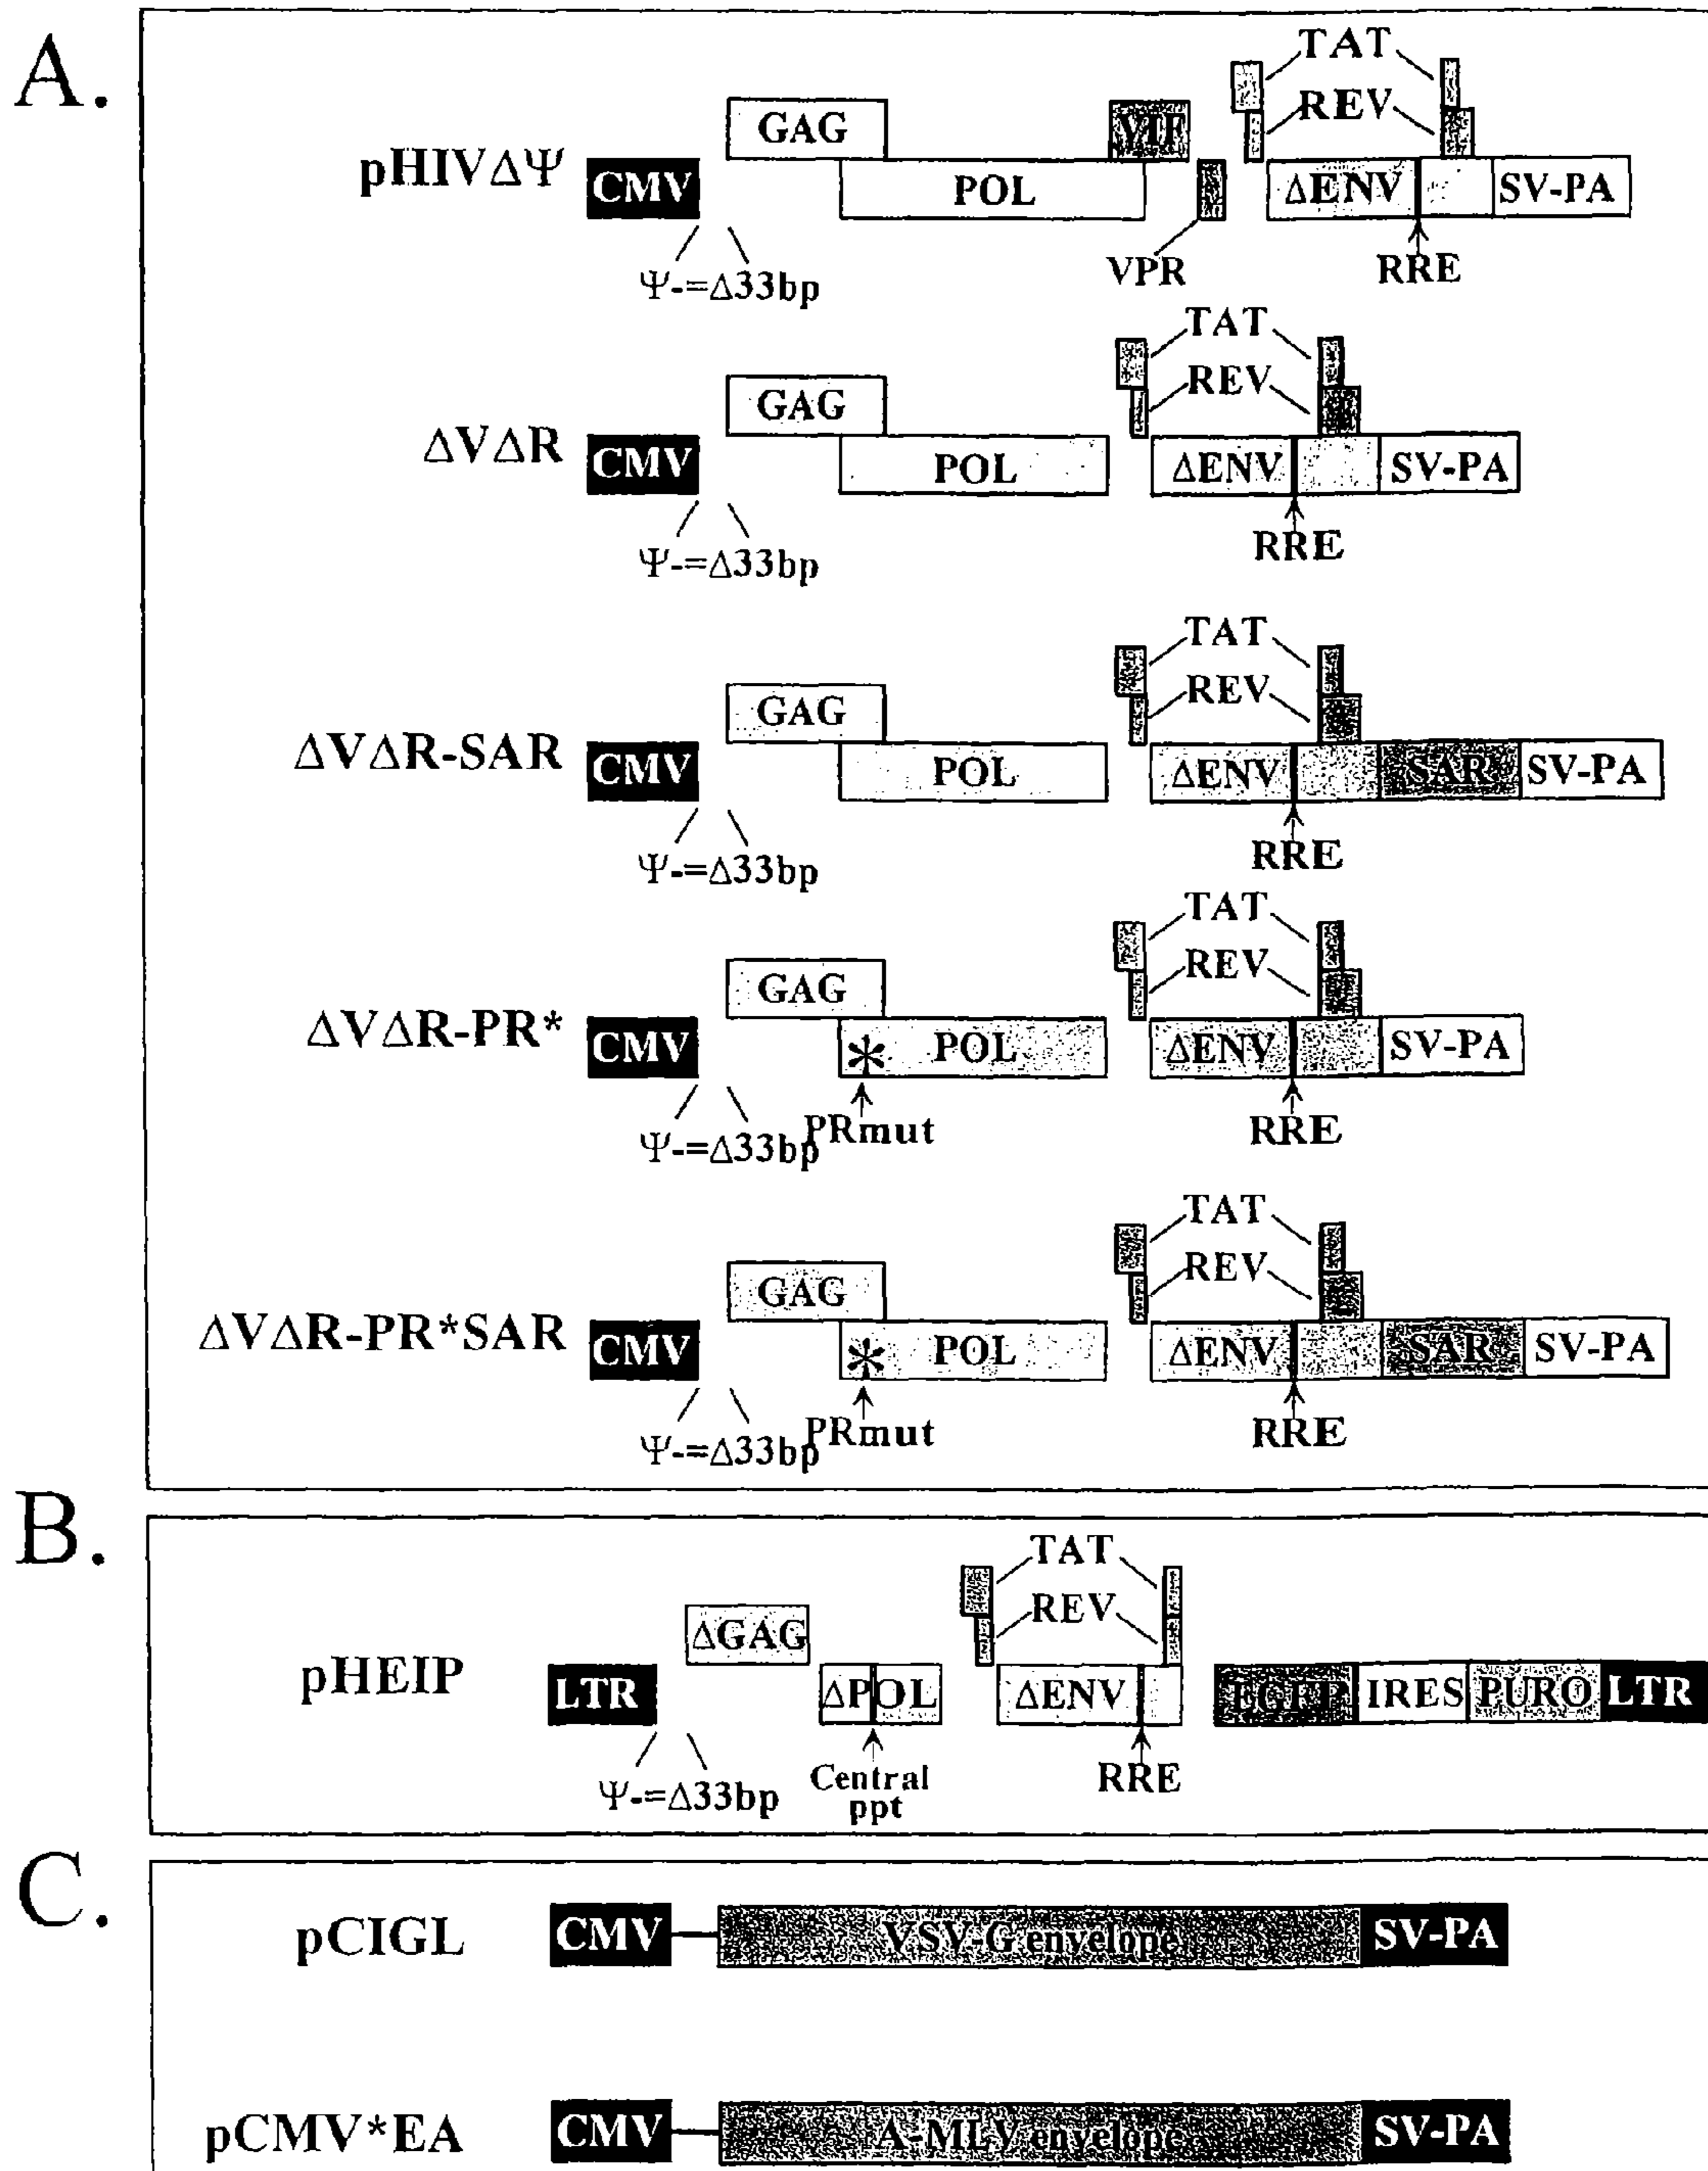 A.
TAT
REV
pHIVΔΨ CMV GAG POL VIF ΔENV SV-PA
Ψ-=Δ33bp VPR RRE
TAT
REV
ΔVΔR CMV GAG POL ΔENV SV-PA
Ψ-=Δ33bp RRE
TAT
REV
ΔVΔR-SAR CMV GAG POL ΔENV SAR SV-PA
Ψ-=Δ33bp RRE
TAT
REV
ΔVΔR-PR* CMV GAG * POL ΔENV SV-PA
Ψ-=Δ33bp PRmut RRE
TAT
REV
ΔVΔR-PR*SAR CMV GAG * POL ΔENV SAR SV-PA
Ψ-=Δ33bp PRmut RRE
B.
TAT
REV
pHEIP LTR ΔGAG ΔPOL ΔENV EGFP IRES PURO LTR
Ψ-=Δ33bp Central ppt RRE
C.
pCIGL CMV VSV-G envelope SV-PA
pCMV*EA CMV A-MLV envelope SV-PA